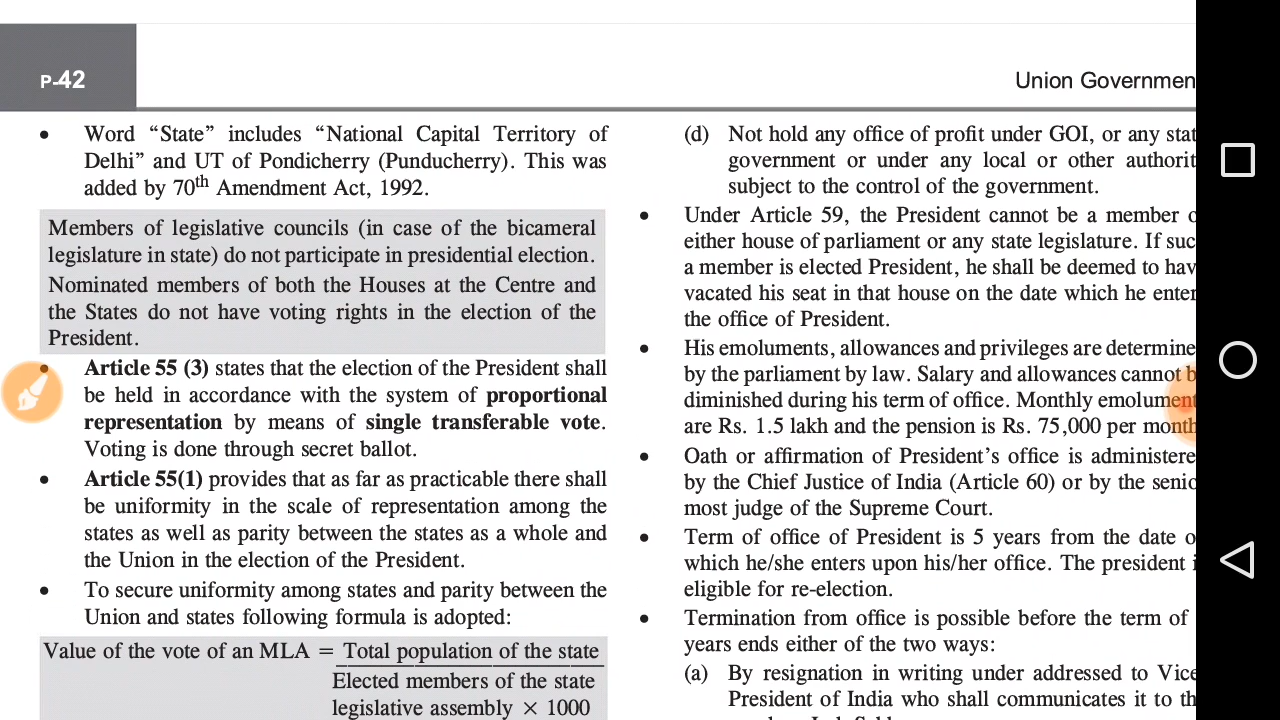 P-42
Union Governmen
• Word “State” includes “National Capital Territory of
Delhi” and UT of Pondicherry (Punducherry). This was
added by 70th Amendment Act, 1992.
Members of legislative councils (in case of the bicameral
legislature in state) do not participate in presidential election.
Nominated members of both the Houses at the Centre and
the States do not have voting rights in the election of the
President.
• Article 55 (3) states that the election of the President shall
be held in accordance with the system of proportional
representation by means of single transferable vote.
Voting is done through secret ballot.
• Article 55(1) provides that as far as practicable there shall
be uniformity in the scale of representation among the
states as well as parity between the states as a whole and
the Union in the election of the President.
• To secure uniformity among states and parity between the
Union and states following formula is adopted:
Value of the vote of an MLA = Total population of the state
Elected members of the state
legislative assembly × 1000
(d) Not hold any office of profit under GOI, or any stat
government or under any local or other authorit
subject to the control of the government.
• Under Article 59, the President cannot be a member o
either house of parliament or any state legislature. If suc
a member is elected President, he shall be deemed to hav
vacated his seat in that house on the date which he enter
the office of President.
• His emoluments, allowances and privileges are determine
by the parliament by law. Salary and allowances cannot b
diminished during his term of office. Monthly emolument
are Rs. 1.5 lakh and the pension is Rs. 75,000 per month
• Oath or affirmation of President’s office is administere
by the Chief Justice of India (Article 60) or by the senio
most judge of the Supreme Court.
• Term of office of President is 5 years from the date o
which he/she enters upon his/her office. The president i
eligible for re-election.
• Termination from office is possible before the term of
years ends either of the two ways:
(a) By resignation in writing under addressed to Vice
President of India who shall communicates it to th